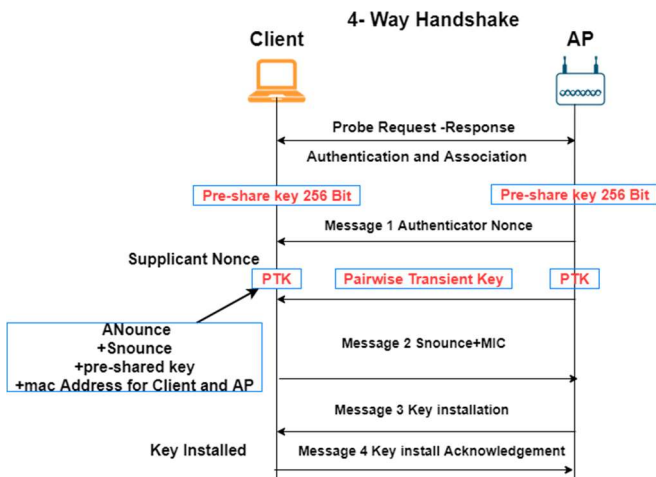 4- Way Handshake
Client
AP
Probe Request -Response
Authentication and Association
Pre-share key 256 Bit
Pre-share key 256 Bit
Message 1 Authenticator Nonce
Supplicant Nonce
PTK
Pairwise Transient Key
PTK
ANounce
+Snounce
+pre-shared key
+mac Address for Client and AP
Message 2 Snounce+MIC
Message 3 Key installation
Key Installed
Message 4 Key install Acknowledgement